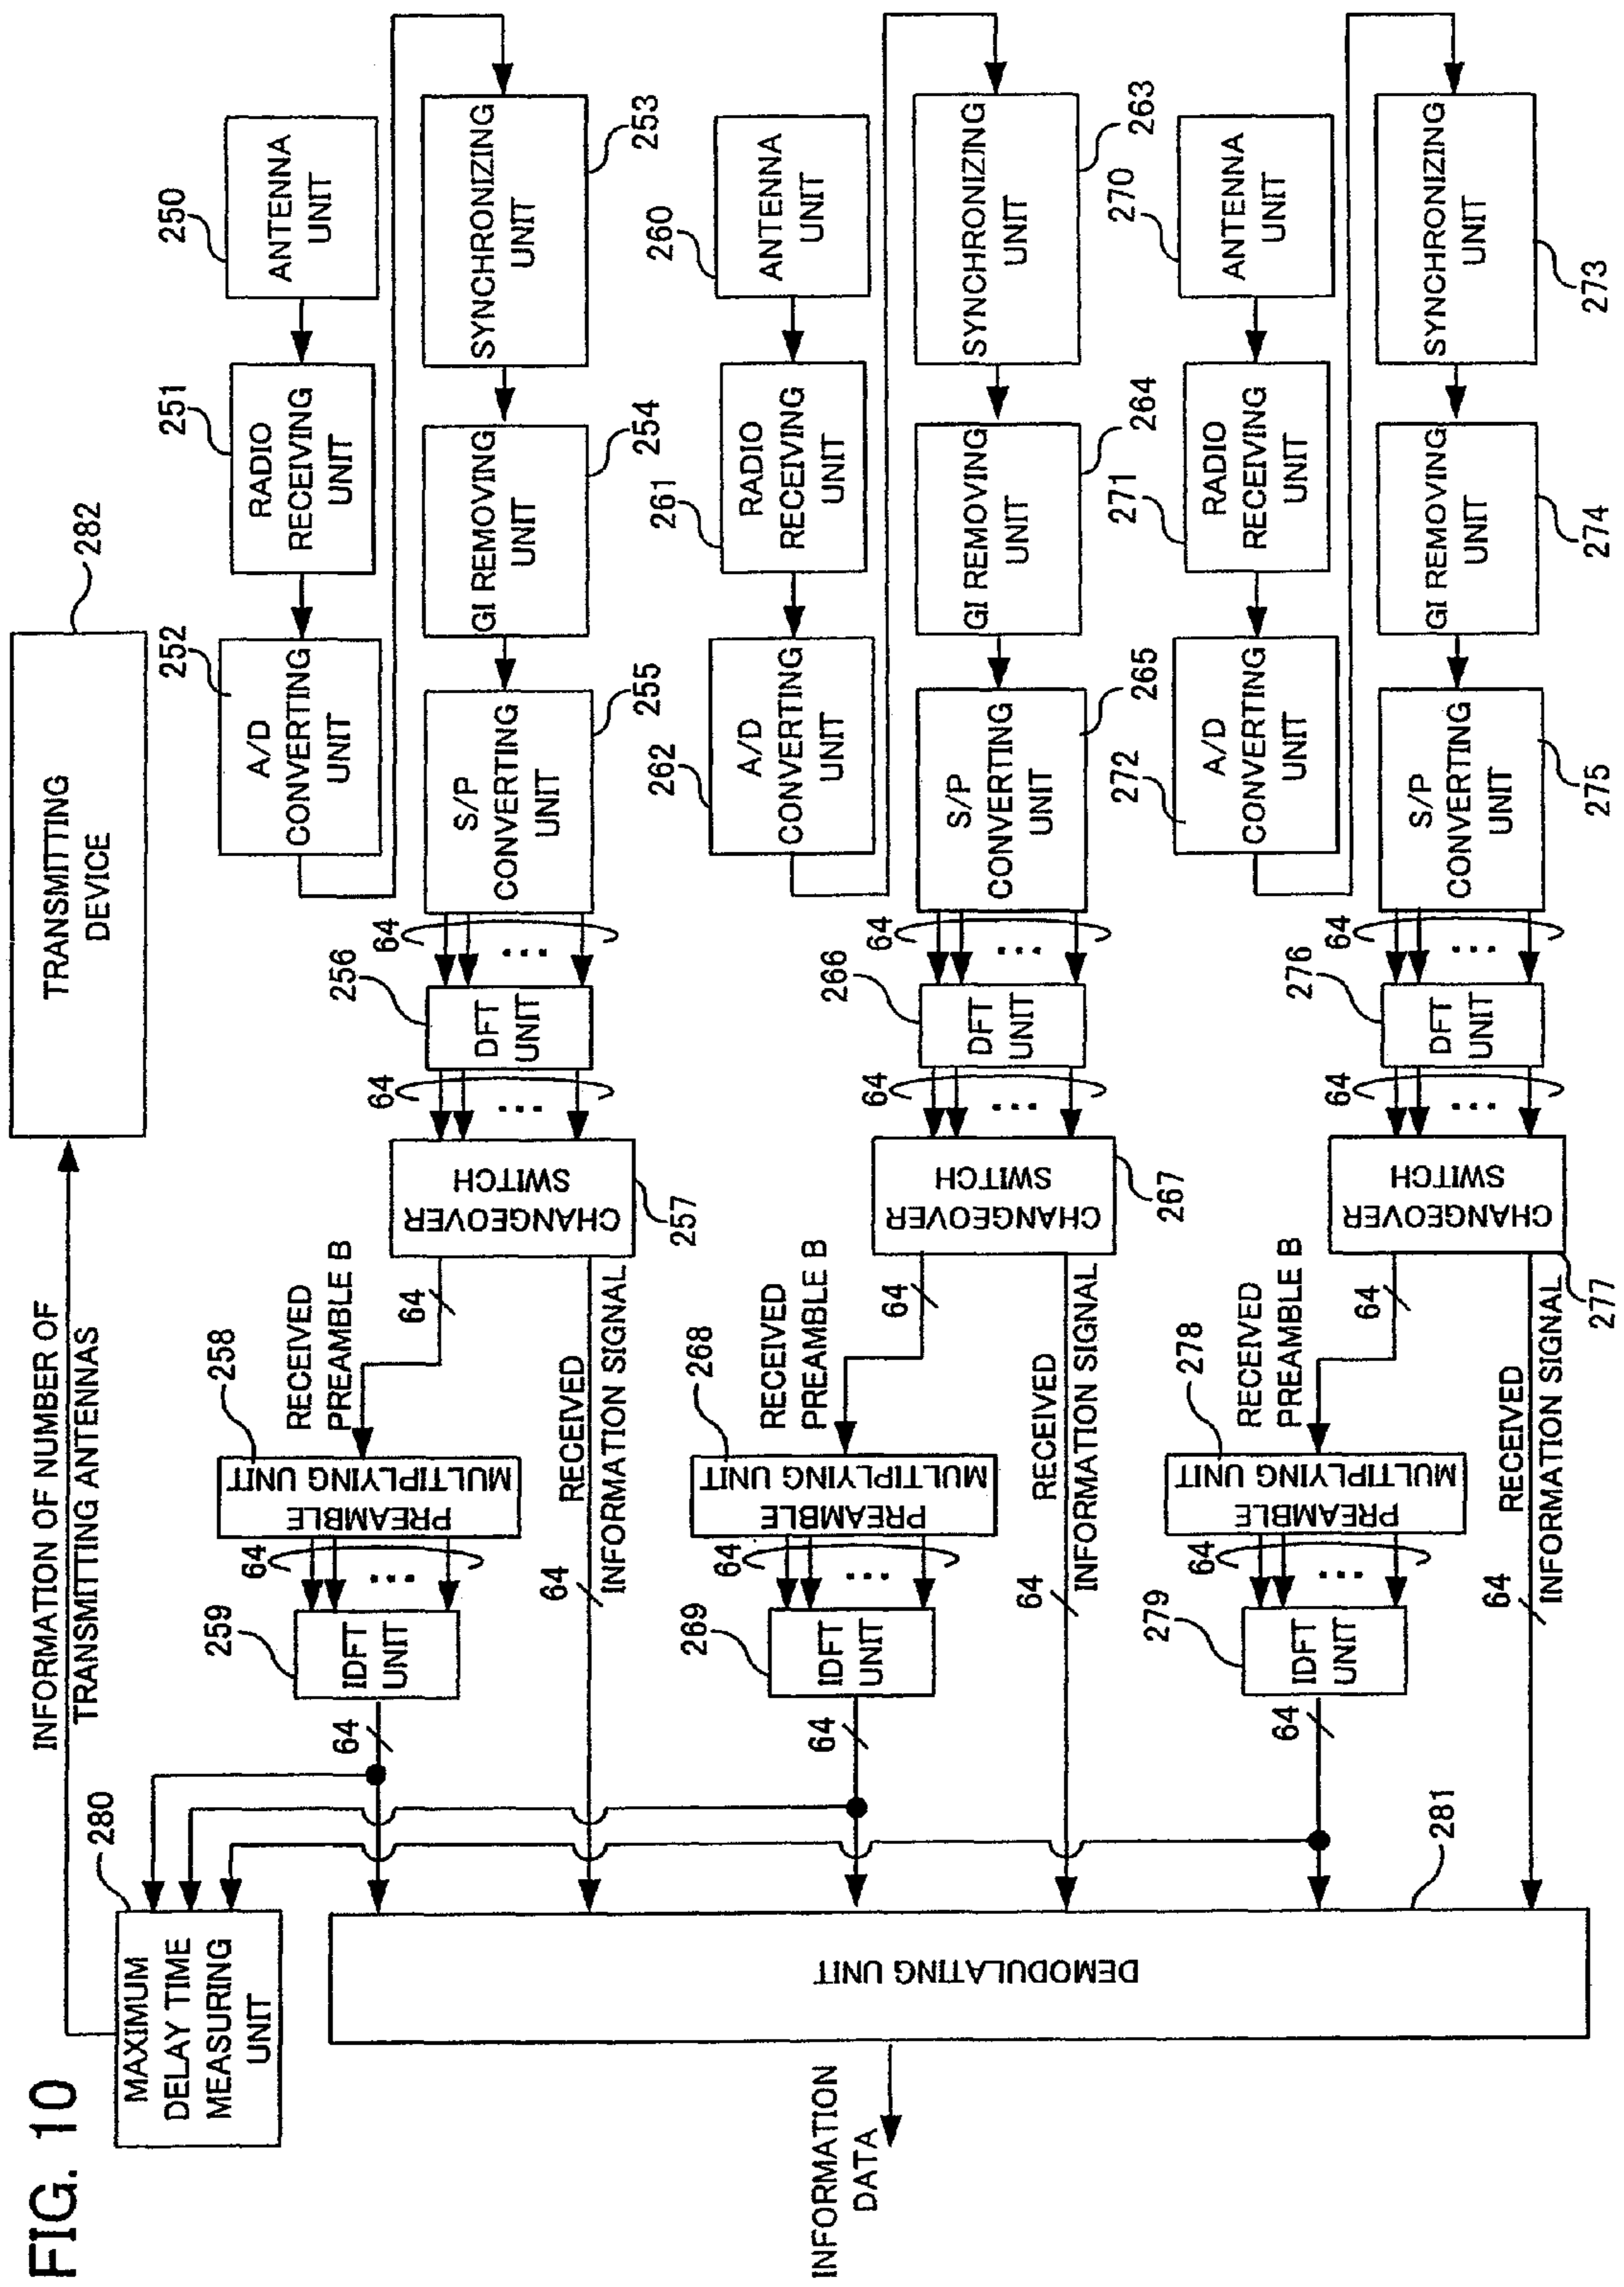 FIG. 10
INFORMATION OF NUMBER OF
TRANSMITTING ANTENNAS
TRANSMITTING
DEVICE
282
280
MAXIMUM
DELAY TIME
MEASURING
UNIT
250
ANTENNA
UNIT
251
RADIO
RECEIVING
UNIT
252
A/D
CONVERTING
UNIT
253
SYNCHRONIZING
UNIT
254
GI REMOVING
UNIT
255
S/P
CONVERTING
UNIT
64
...
256
DFT
UNIT
64
...
257
CHANGEOVER
SWITCH
RECEIVED
PREAMBLE B
64
258
PREAMBLE
MULTIPLYING UNIT
64
...
259
IDFT
UNIT
64
RECEIVED
INFORMATION SIGNAL
64
260
ANTENNA
UNIT
261
RADIO
RECEIVING
UNIT
262
A/D
CONVERTING
UNIT
263
SYNCHRONIZING
UNIT
264
GI REMOVING
UNIT
265
S/P
CONVERTING
UNIT
64
...
266
DFT
UNIT
64
...
267
CHANGEOVER
SWITCH
RECEIVED
PREAMBLE B
64
268
PREAMBLE
MULTIPLYING UNIT
64
...
269
IDFT
UNIT
64
RECEIVED
INFORMATION SIGNAL
64
270
ANTENNA
UNIT
271
RADIO
RECEIVING
UNIT
272
A/D
CONVERTING
UNIT
273
SYNCHRONIZING
UNIT
274
GI REMOVING
UNIT
275
S/P
CONVERTING
UNIT
64
...
276
DFT
UNIT
64
...
277
CHANGEOVER
SWITCH
RECEIVED
PREAMBLE B
64
278
PREAMBLE
MULTIPLYING UNIT
64
...
279
IDFT
UNIT
64
RECEIVED
INFORMATION SIGNAL
64
281
DEMODULATING UNIT
INFORMATION
DATA